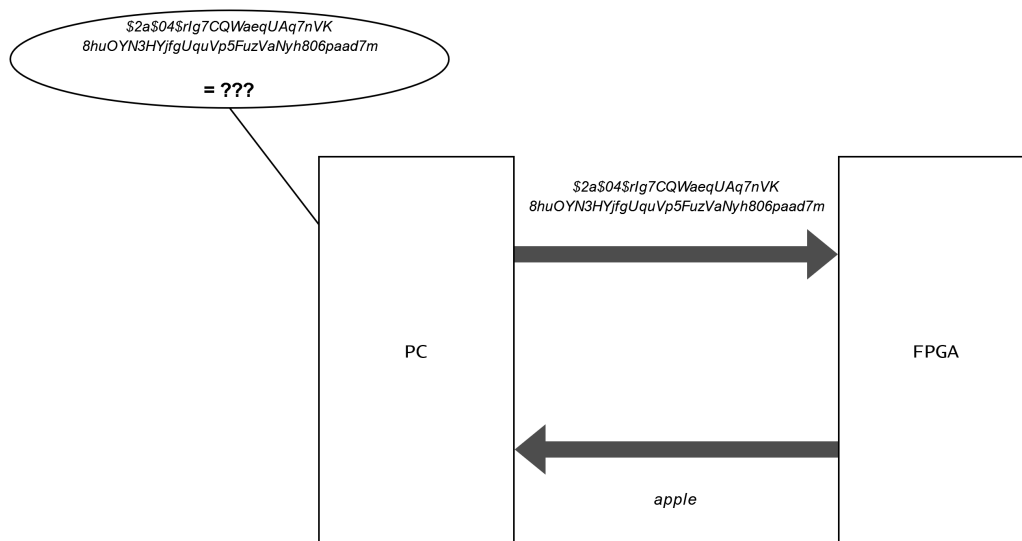 $2a$04$rIg7CQWaeqUAq7nVK
8huOYN3HYjfgUquVp5FuzVaNyh806paad7m
= ???
$2a$04$rIg7CQWaeqUAq7nVK
8huOYN3HYjfgUquVp5FuzVaNyh806paad7m
PC
FPGA
apple